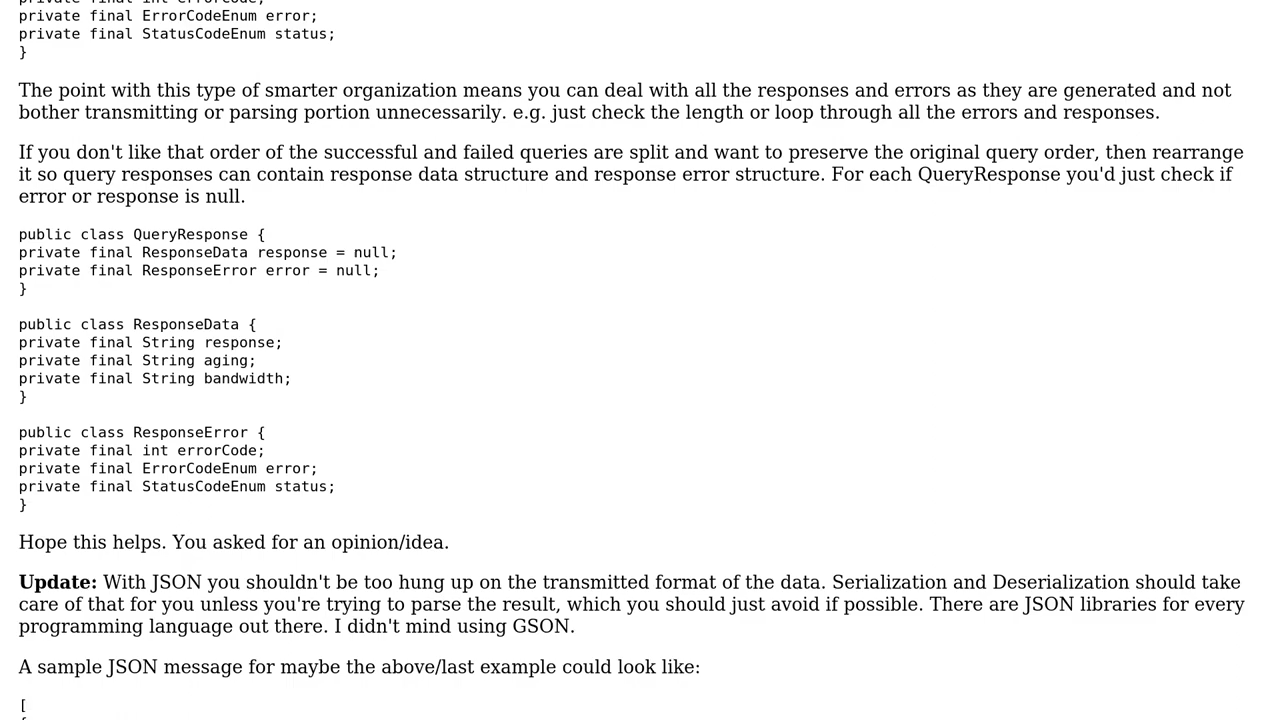 private final int errorCode;
private final ErrorCodeEnum error;
private final StatusCodeEnum status;
}
The point with this type of smarter organization means you can deal with all the responses and errors as they are generated and not
bother transmitting or parsing portion unnecessarily. e.g. just check the length or loop through all the errors and responses.
If you don't like that order of the successful and failed queries are split and want to preserve the original query order, then rearrange
it so query responses can contain response data structure and response error structure. For each QueryResponse you'd just check if
error or response is null.
public class QueryResponse {
private final ResponseData response = null;
private final ResponseError error = null;
}
public class ResponseData {
private final String response;
private final String aging;
private final String bandwidth;
}
public class ResponseError {
private final int errorCode;
private final ErrorCodeEnum error;
private final StatusCodeEnum status;
}
Hope this helps. You asked for an opinion/idea.
Update: With JSON you shouldn't be too hung up on the transmitted format of the data. Serialization and Deserialization should take
care of that for you unless you're trying to parse the result, which you should just avoid if possible. There are JSON libraries for every
programming language out there. I didn't mind using GSON.
A sample JSON message for maybe the above/last example could look like:
[